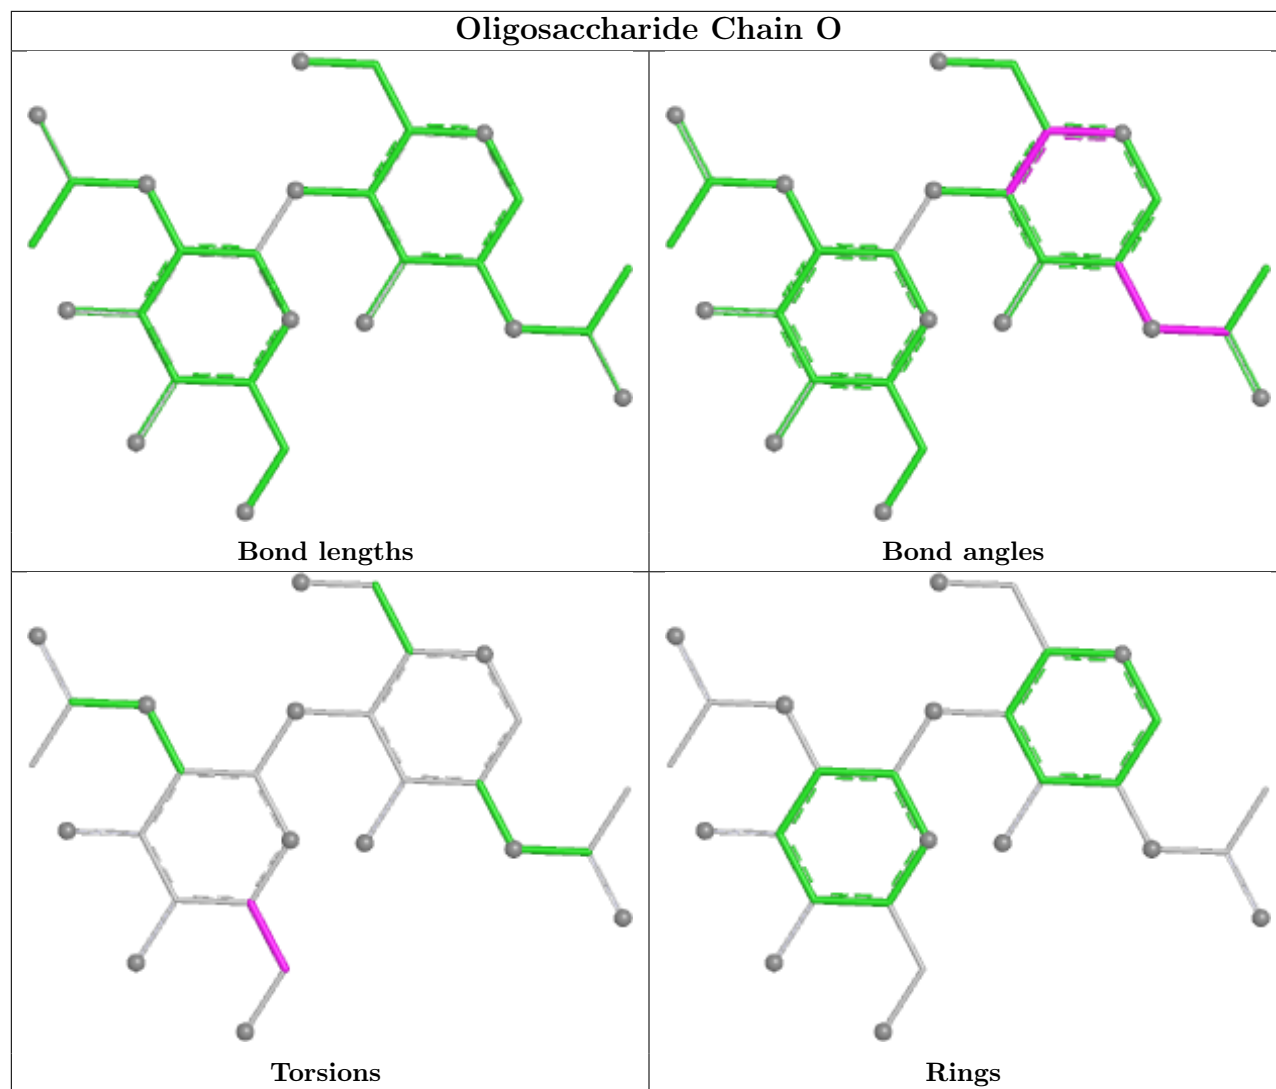 Oligosaccharide Chain O
Bond lengths
Bond angles
Torsions
Rings